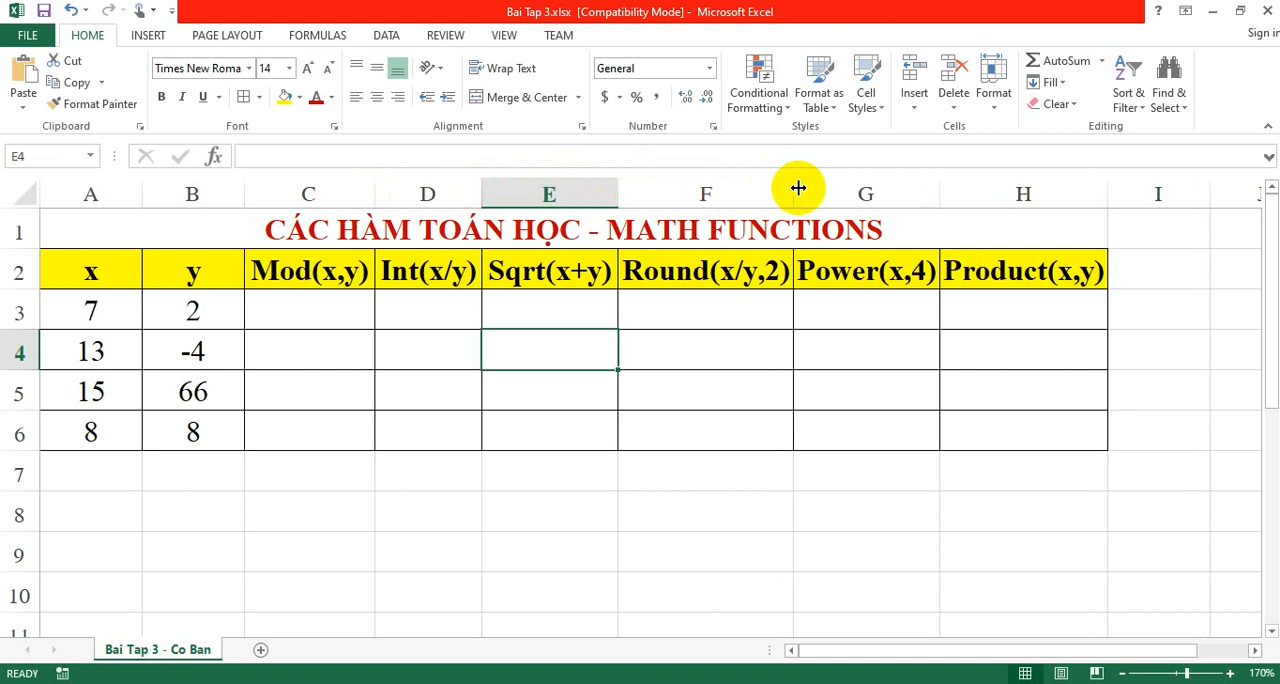 Bai Tap 3.xlsx [Compatibility Mode] - Microsoft Excel
?
FILE HOME INSERT PAGE LAYOUT FORMULAS DATA REVIEW VIEW TEAM Sign in
Paste
Cut
Copy
Format Painter
Clipboard
Times New Roma 14
B I U
Font
Wrap Text
Merge & Center
Alignment
General
$ % ,
Number
Conditional Formatting
Format as Table
Cell Styles
Styles
Insert Delete Format
Cells
AutoSum
Fill
Clear
Sort & Filter
Find & Select
Editing
E4 fx
A B C D E F G H I
1 CÁC HÀM TOÁN HỌC - MATH FUNCTIONS
2 x y Mod(x,y) Int(x/y) Sqrt(x+y) Round(x/y,2) Power(x,4) Product(x,y)
3 7 2
4 13 -4
5 15 66
6 8 8
7
8
9
10
11
Bai Tap 3 - Co Ban
READY 170%